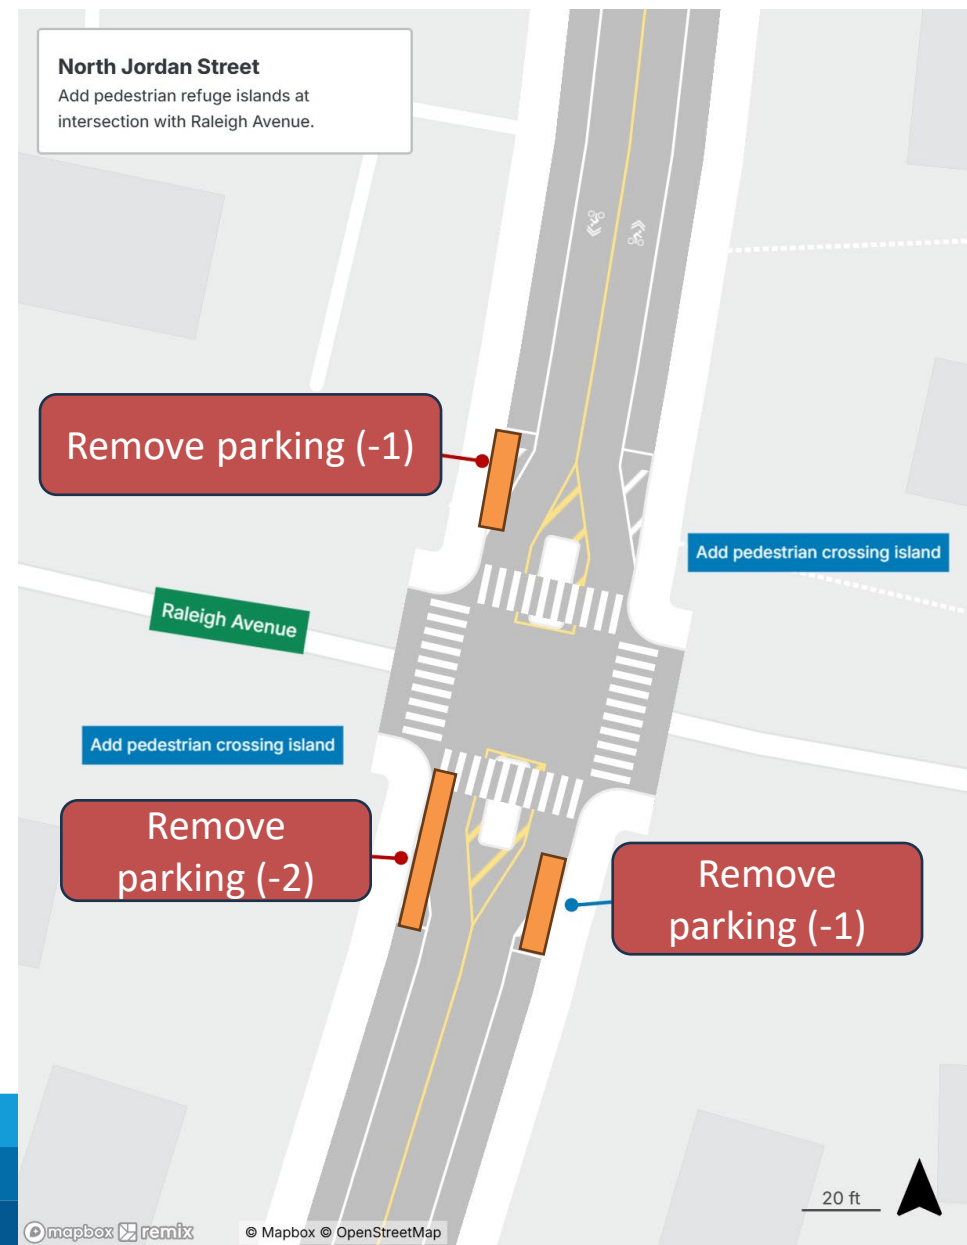 North Jordan Street
Add pedestrian refuge islands at
intersection with Raleigh Avenue.
Remove parking (-1)
Add pedestrian crossing island
Raleigh Avenue
Add pedestrian crossing island
Remove
parking (-2)
Remove
parking (-1)
20 ft
mapbox remix
© Mapbox © OpenStreetMap